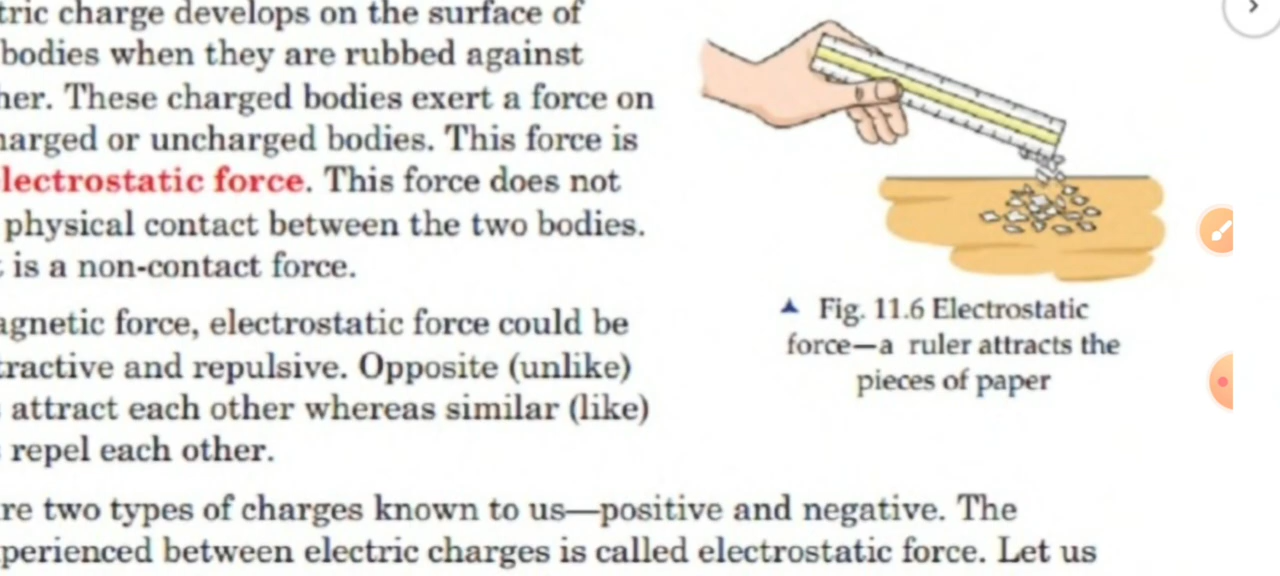 tric charge develops on the surface of
bodies when they are rubbed against
her. These charged bodies exert a force on
harged or uncharged bodies. This force is
lectrostatic force. This force does not
physical contact between the two bodies.
is a non-contact force.
agnetic force, electrostatic force could be
tractive and repulsive. Opposite (unlike)
attract each other whereas similar (like)
repel each other.
Fig. 11.6 Electrostatic
force—a ruler attracts the
pieces of paper
re two types of charges known to us—positive and negative. The
perienced between electric charges is called electrostatic force. Let us